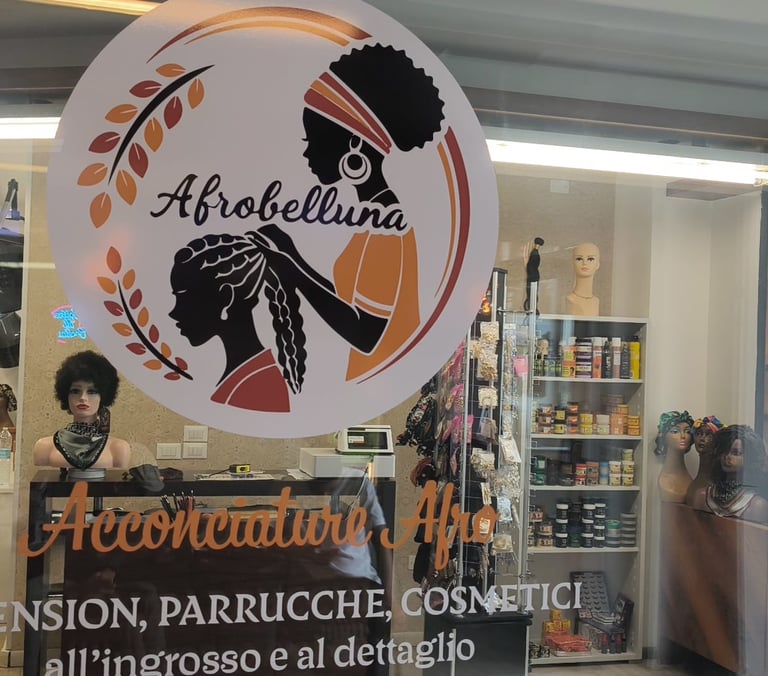 Afrobelluna
Acconciature Afro
ENSION, PARRUCCHE, COSMETICI
all'ingrosso e al dettaglio